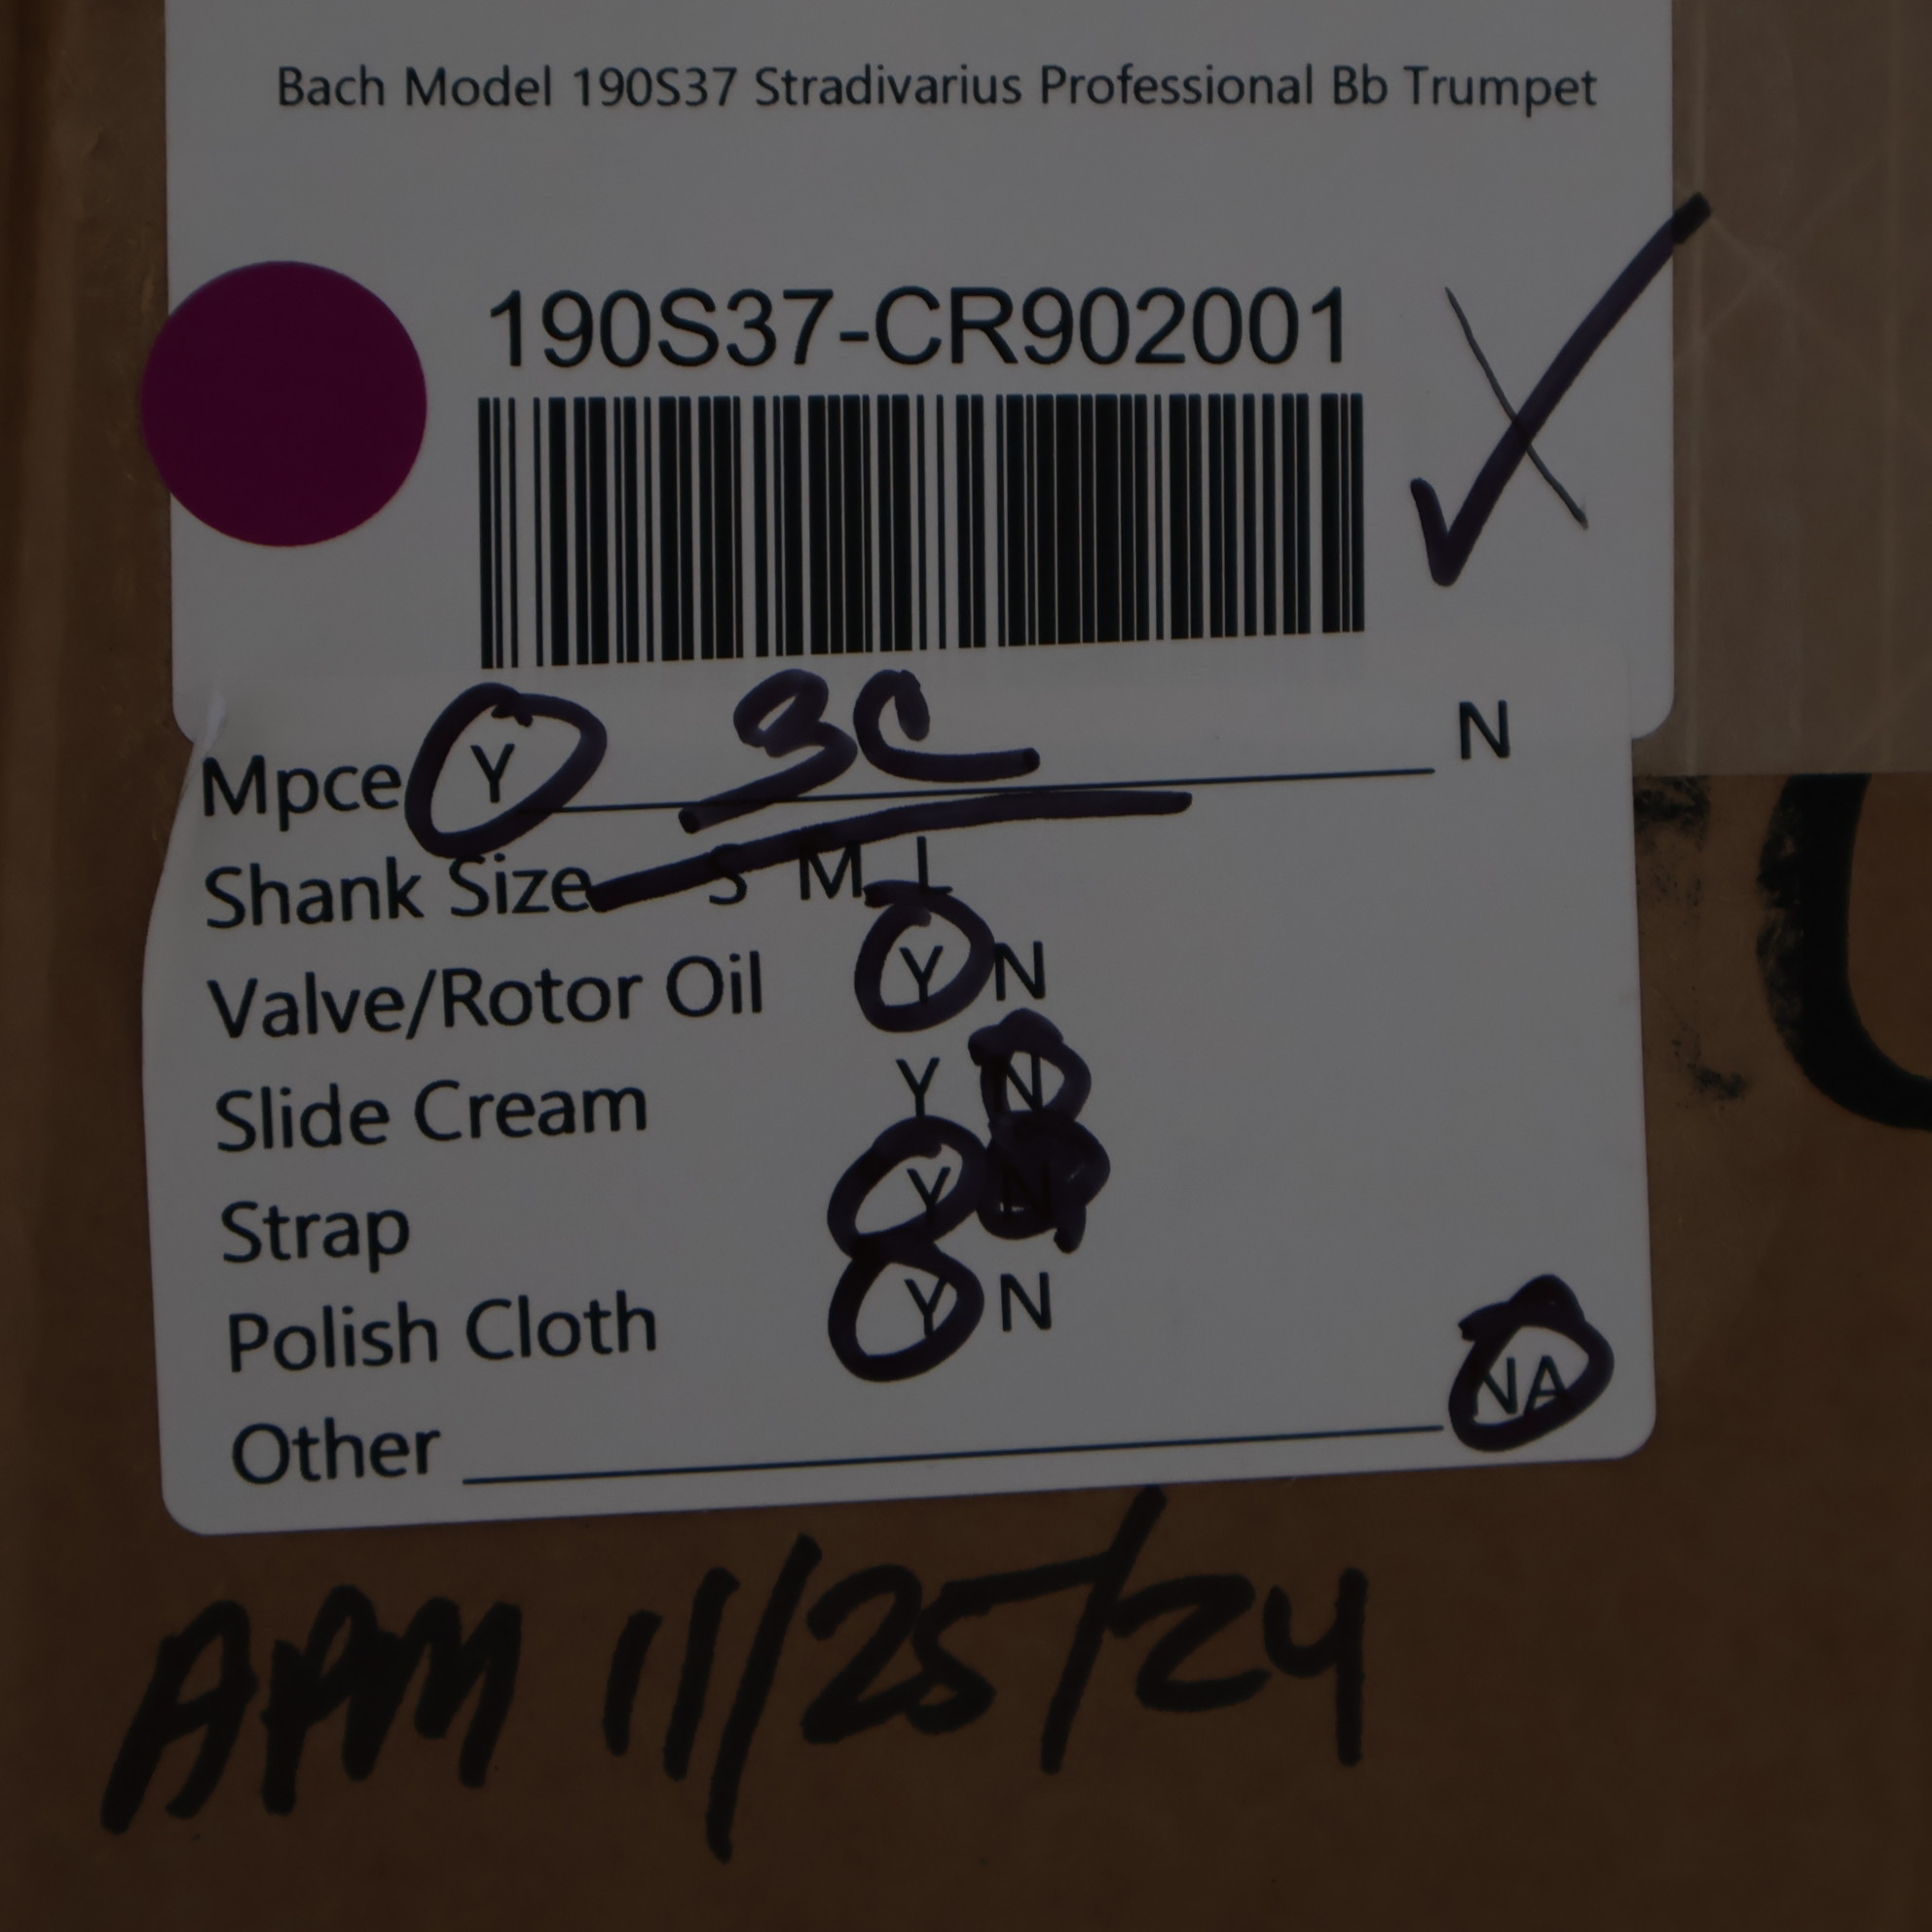 Bach Model 190S37 Stradivarius Professional Bb Trumpet
190S37-CR902001
Mpce Y 3C N
Shank Size S M L
Valve/Rotor Oil Y N
Slide Cream Y N
Strap Y N
Polish Cloth Y N
Other NA
APM 11/25/24